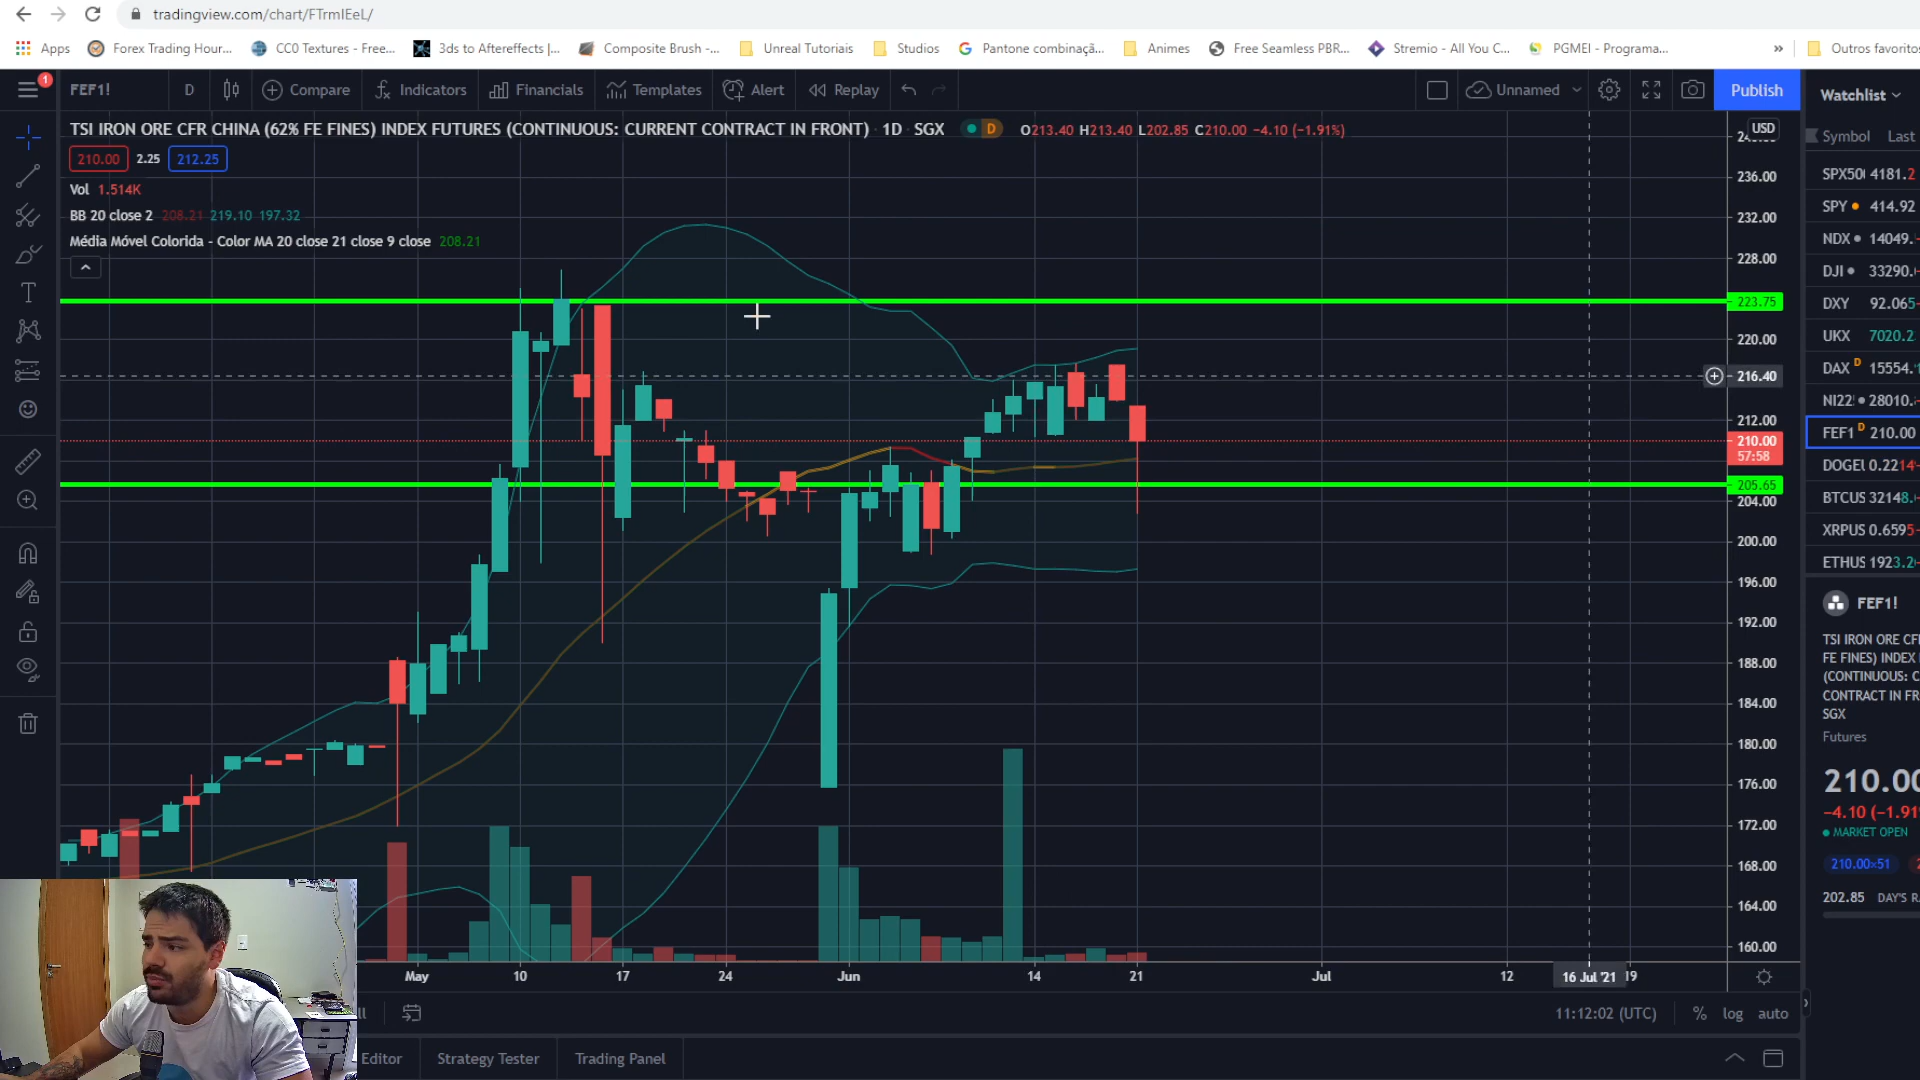 tradingview.com/chart/FTrmIEeL/
Apps Forex Trading Hour... CC0 Textures - Free... 3ds to Aftereffects |... Composite Brush -... Unreal Tutoriais Studios Pantone combinaçã... Animes Free Seamless PBR... Stremio - All You C... PGMEI - Programa... » Outros favoritos
1
FEF1! D Compare Indicators Financials Templates Alert Replay Unnamed Publish Watchlist
TSI IRON ORE CFR CHINA (62% FE FINES) INDEX FUTURES (CONTINUOUS: CURRENT CONTRACT IN FRONT) 1D SGX D O213.40 H213.40 L202.85 C210.00 −4.10 (−1.91%)
USD
Symbol Last
210.00 2.25 212.25
Vol 1.514K
BB 20 close 2 208.21 219.10 197.32
Média Móvel Colorida - Color MA 20 close 21 close 9 close 208.21
236.00
232.00
228.00
223.75
220.00
216.40
212.00
210.00
57:58
205.65
204.00
200.00
196.00
192.00
188.00
184.00
180.00
176.00
172.00
168.00
164.00
160.00
SPX50 4181.2
SPY 414.92
NDX 14049.
DJI 33290.
DXY 92.065
UKX 7020.2
DAX D 15554.
NI22 28010.
FEF1 D 210.00
DOGEU 0.2214
BTCUS 32148.
XRPUS 0.6595
ETHUS 1923.2
FEF1!
TSI IRON ORE CF
FE FINES) INDEX
(CONTINUOUS: C
CONTRACT IN FR
SGX
Futures
210.00
−4.10 (−1.91
MARKET OPEN
210.00×51
202.85 DAY'S R
May 10 17 24 Jun 14 21 Jul 12 16 Jul '21 19
11:12:02 (UTC) % log auto
Editor Strategy Tester Trading Panel